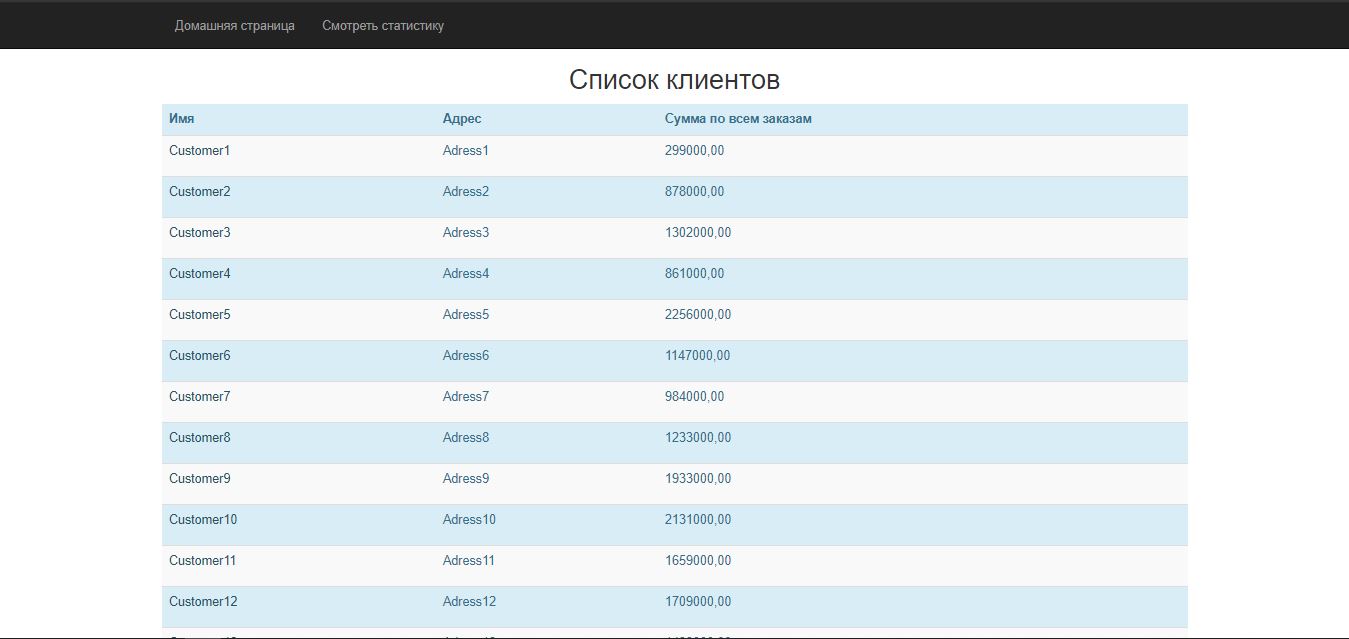 Домашняя страница Смотреть статистику
Список клиентов
Имя Адрес Сумма по всем заказам
Customer1 Adress1 299000,00
Customer2 Adress2 878000,00
Customer3 Adress3 1302000,00
Customer4 Adress4 861000,00
Customer5 Adress5 2256000,00
Customer6 Adress6 1147000,00
Customer7 Adress7 984000,00
Customer8 Adress8 1233000,00
Customer9 Adress9 1933000,00
Customer10 Adress10 2131000,00
Customer11 Adress11 1659000,00
Customer12 Adress12 1709000,00